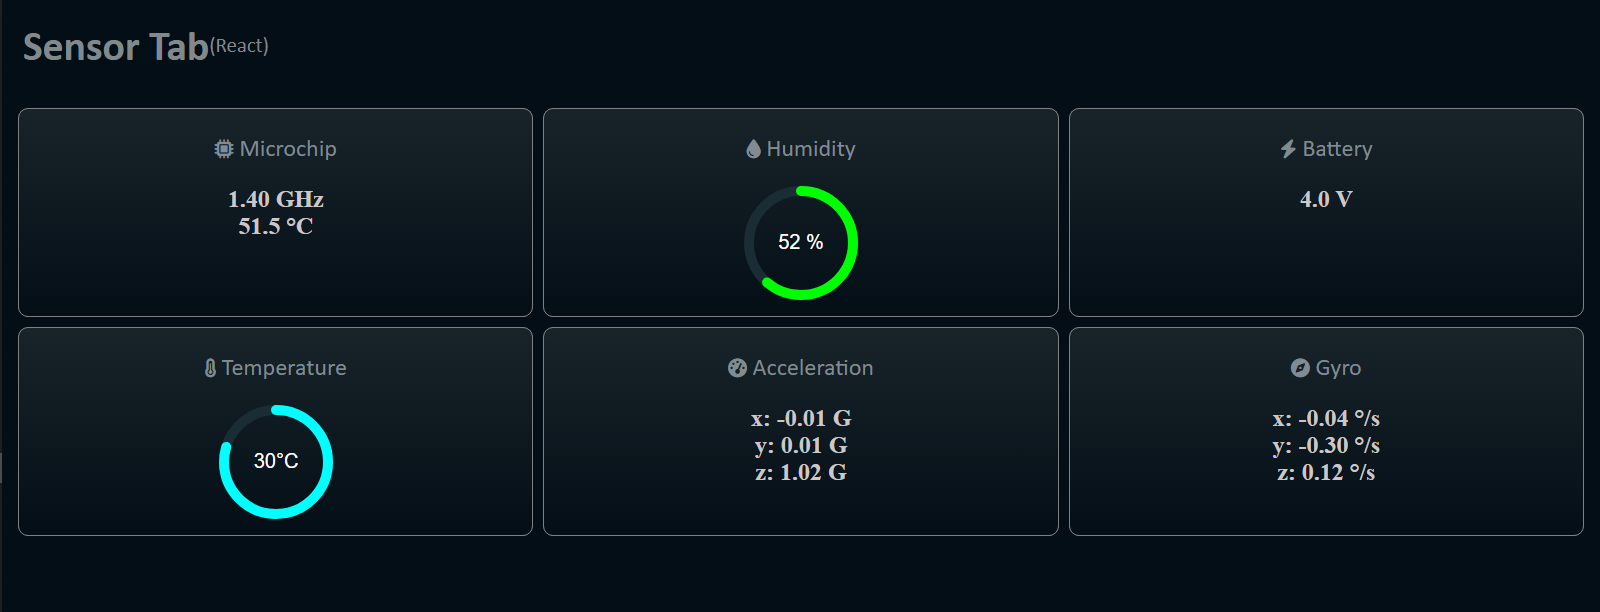 Sensor Tab(React)
Microchip
1.40 GHz
51.5 °C
Humidity
52 %
Battery
4.0 V
Temperature
30°C
Acceleration
x: -0.01 G
y: 0.01 G
z: 1.02 G
Gyro
x: -0.04 °/s
y: -0.30 °/s
z: 0.12 °/s